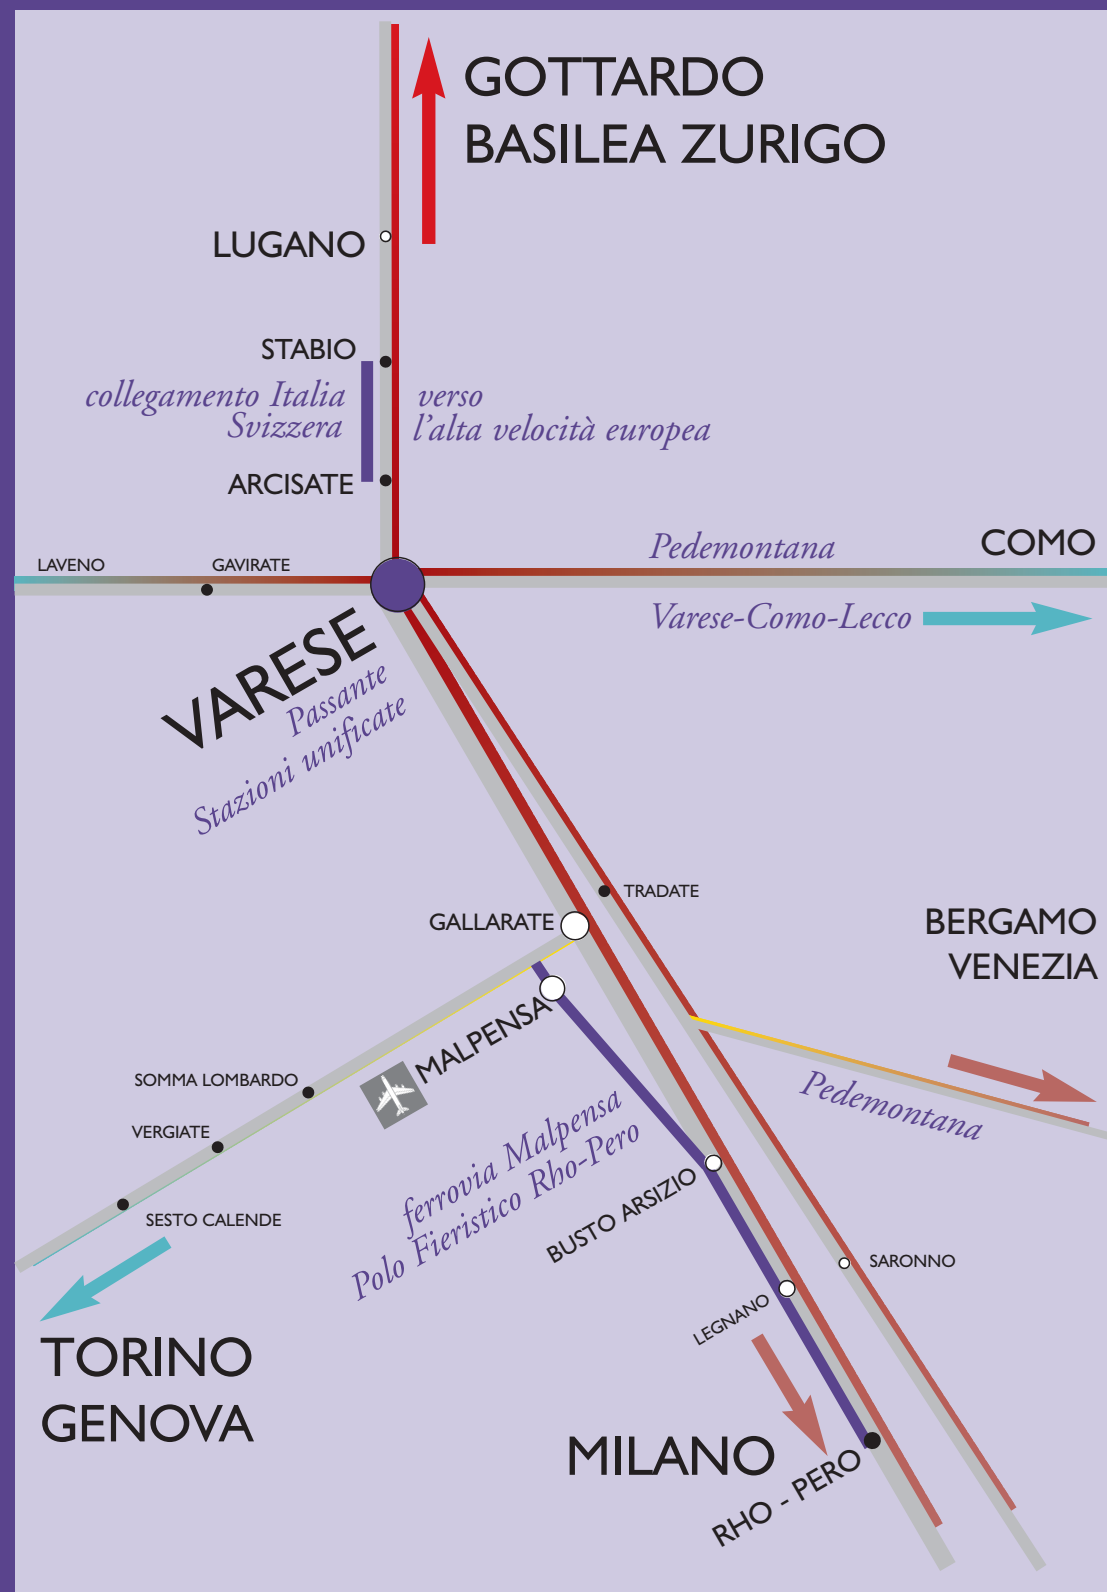 GOTTARDO
BASILEA ZURIGO
LUGANO
STABIO
collegamento Italia
Svizzera
verso
l'alta velocità europea
ARCISATE
LAVENO
GAVIRATE
Pedemontana
COMO
Varese-Como-Lecco
VARESE
Passante
Stazioni unificate
TRADATE
GALLARATE
BERGAMO
VENEZIA
MALPENSA
SOMMA LOMBARDO
VERGIATE
SESTO CALENDE
Pedemontana
ferrovia Malpensa
Polo Fieristico Rho-Pero
BUSTO ARSIZIO
SARONNO
LEGNANO
TORINO
GENOVA
MILANO
RHO - PERO